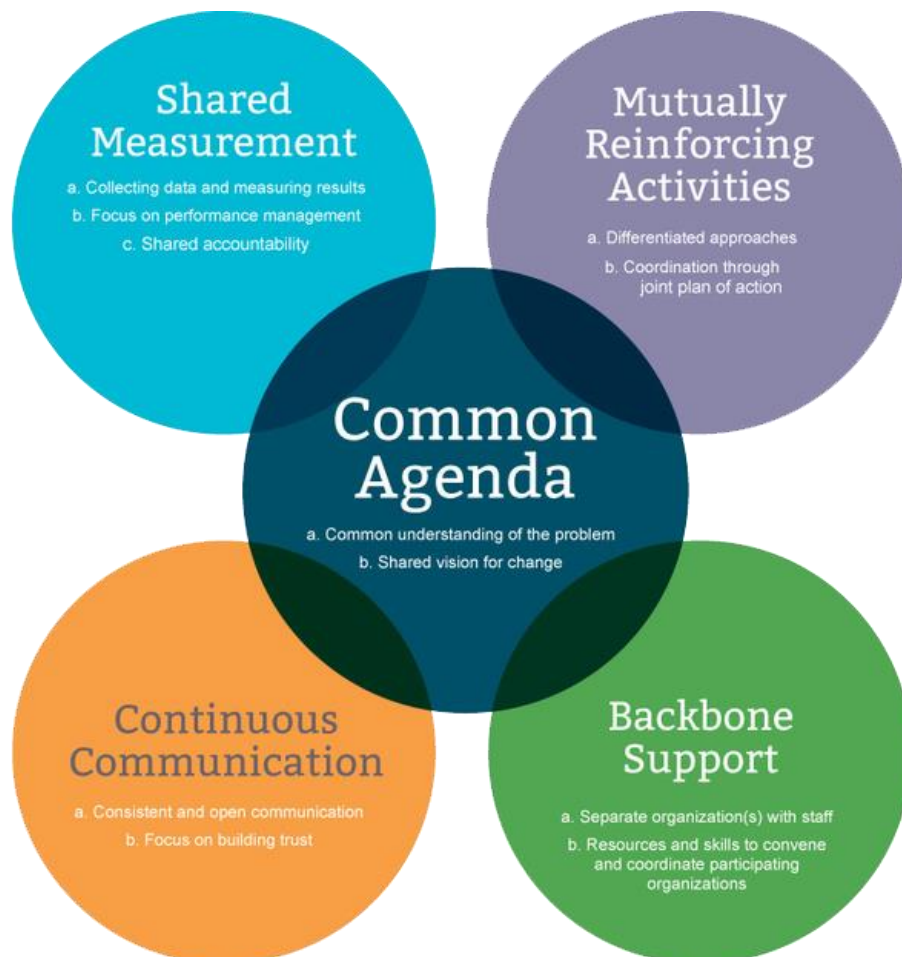 Shared
Measurement
a. Collecting data and measuring results
b. Focus on performance management
c. Shared accountability
Mutually
Reinforcing
Activities
a. Differentiated approaches
b. Coordination through
joint plan of action
Common
Agenda
a. Common understanding of the problem
b. Shared vision for change
Continuous
Communication
a. Consistent and open communication
b. Focus on building trust
Backbone
Support
a. Separate organization(s) with staff
b. Resources and skills to convene
and coordinate participating
organizations